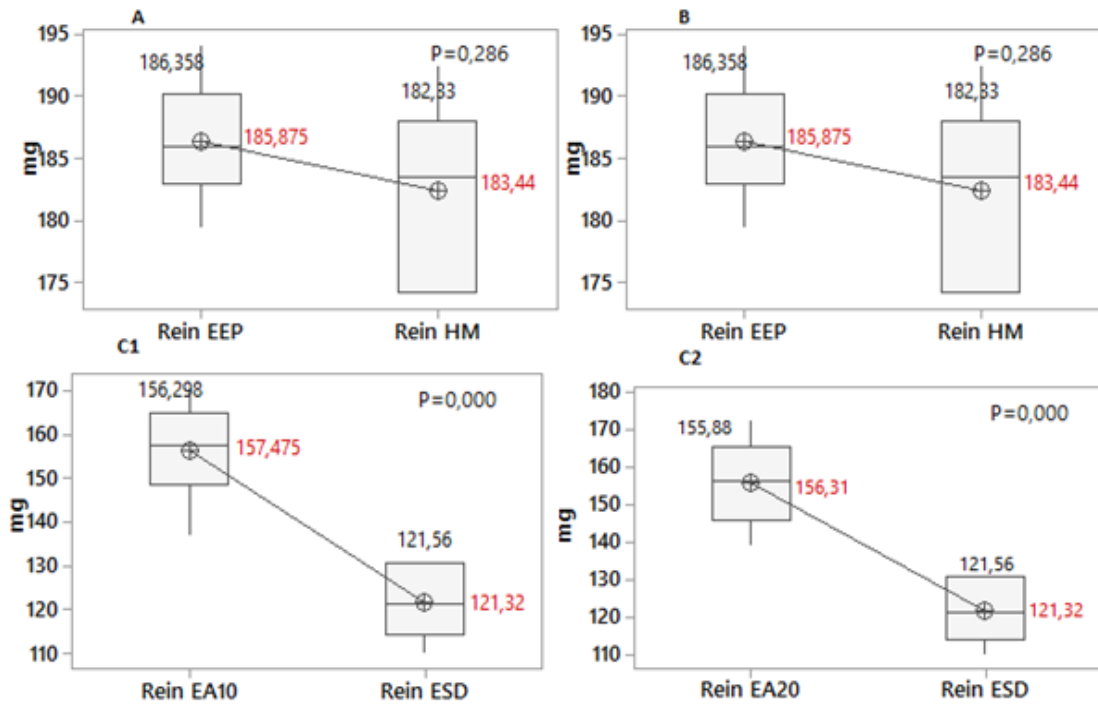 A
mg
195
190
185
180
175
186,358
185,875
182,33
183,44
P=0,286
Rein EEP
Rein HM
B
mg
195
190
185
180
175
186,358
185,875
182,33
183,44
P=0,286
Rein EEP
Rein HM
C1
mg
170
160
150
140
130
120
110
156,298
157,475
121,56
121,32
P=0,000
Rein EA10
Rein ESD
C2
mg
180
170
160
150
140
130
120
110
155,88
156,31
121,56
121,32
P=0,000
Rein EA20
Rein ESD